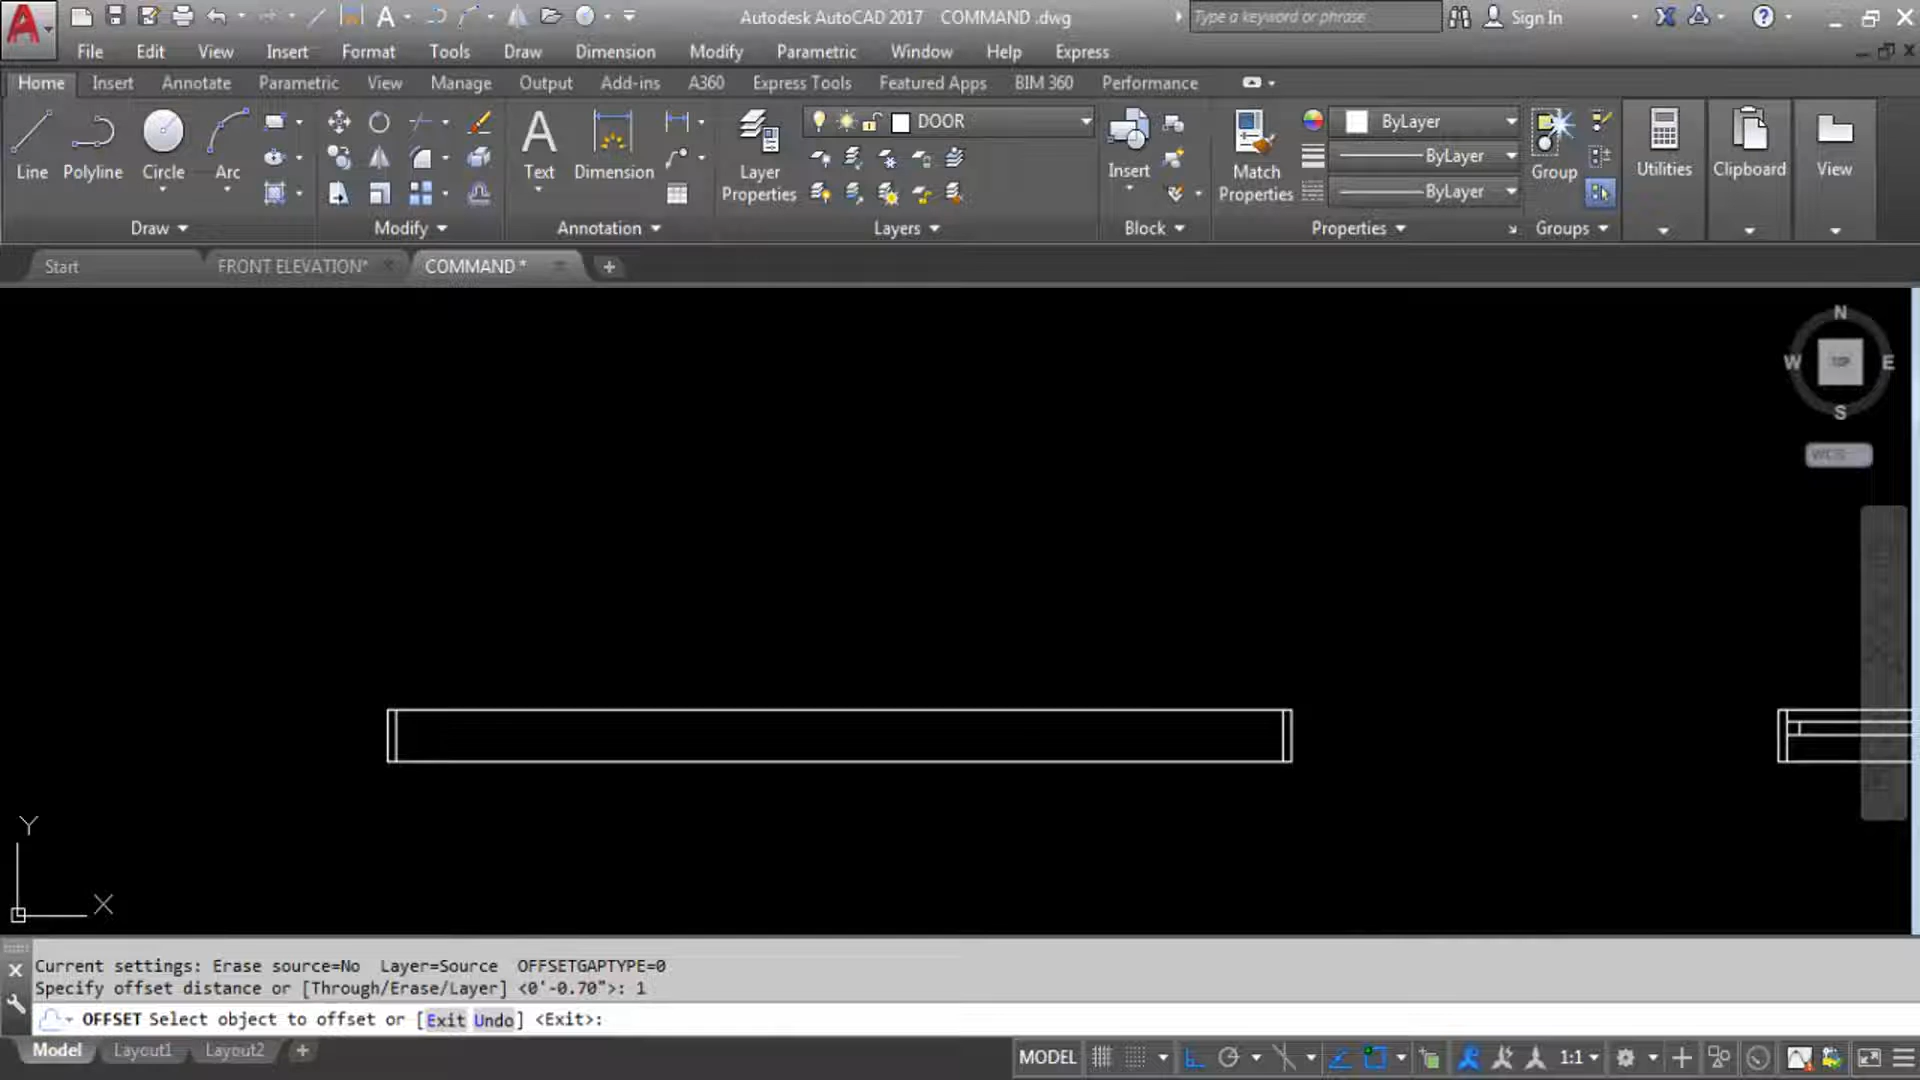 Autodesk AutoCAD 2017 COMMAND .dwg
Type a keyword or phrase
Sign In
File Edit View Insert Format Tools Draw Dimension Modify Parametric Window Help Express
Home Insert Annotate Parametric View Manage Output Add-ins A360 Express Tools Featured Apps BIM 360 Performance
DOOR
ByLayer
ByLayer
ByLayer
Line Polyline Circle Arc
Text Dimension
Layer Properties
Insert
Match Properties
Group
Utilities Clipboard View
Draw Modify Annotation Layers Block Properties Groups
Start FRONT ELEVATION* COMMAND *
N
W TOP E
S
WCS
Y
X
Current settings: Erase source=No Layer=Source OFFSETGAPTYPE=0
Specify offset distance or [Through/Erase/Layer] <0'-0.70">: 1
OFFSET Select object to offset or [Exit Undo] <Exit>:
Model Layout1 Layout2 +
MODEL 1:1